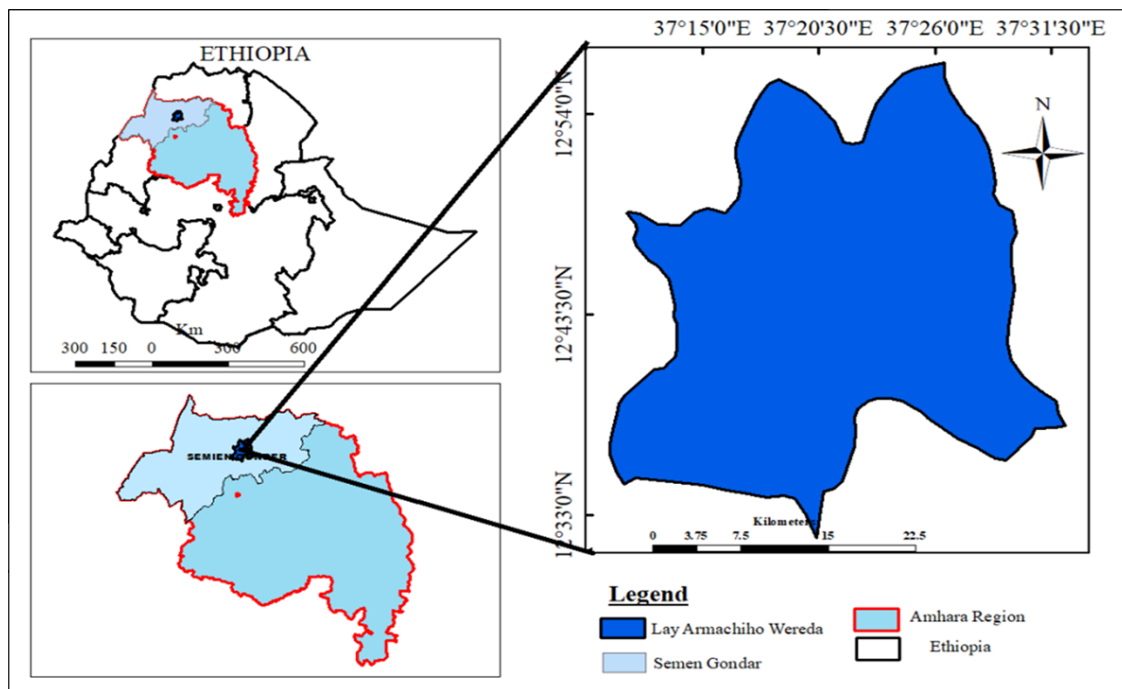 ETHIOPIA
Km
300 150 0 300 600
SEMIEN GONDER
37°15'0"E 37°20'30"E 37°26'0"E 37°31'30"E
12°54'0"N
12°43'30"N
12°33'0"N
N
Kilometers
0 3.75 7.5 15 22.5
Legend
Lay Armachiho Wereda
Semen Gondar
Amhara Region
Ethiopia